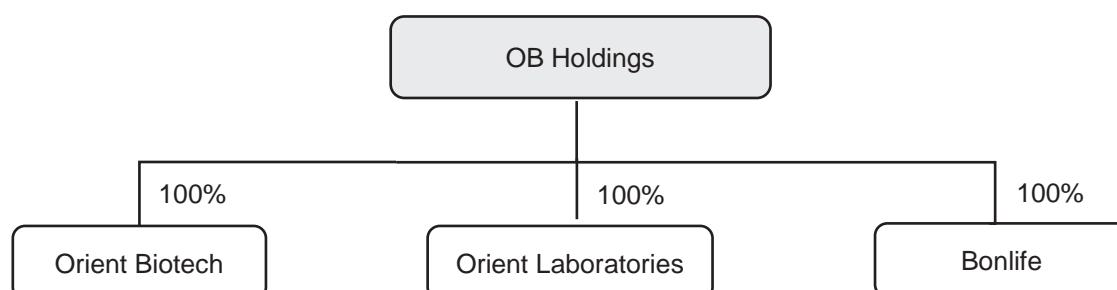 OB Holdings
100%
100%
100%
Orient Biotech
Orient Laboratories
Bonlife